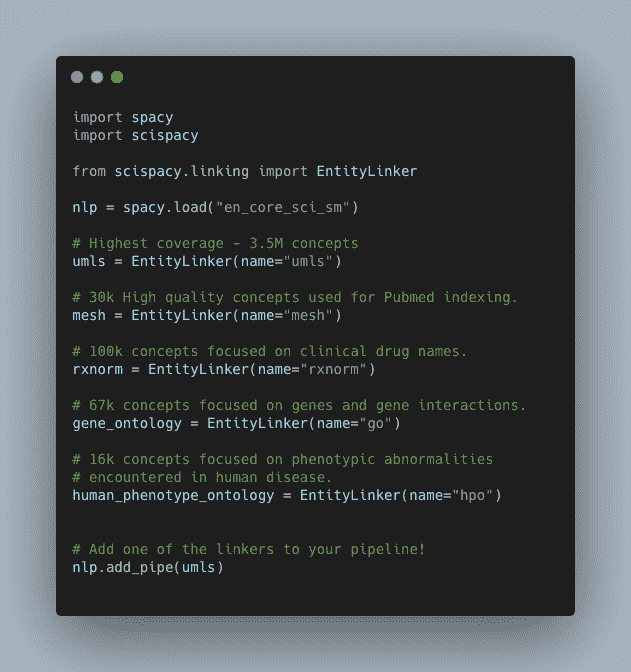 import spacy
import scispacy
from scispacy.linking import EntityLinker
nlp = spacy.load("en_core_sci_sm")
# Highest coverage - 3.5M concepts
umls = EntityLinker(name="umls")
# 30k High quality concepts used for Pubmed indexing.
mesh = EntityLinker(name="mesh")
# 100k concepts focused on clinical drug names.
rxnorm = EntityLinker(name="rxnorm")
# 67k concepts focused on genes and gene interactions.
gene_ontology = EntityLinker(name="go")
# 16k concepts focused on phenotypic abnormalities
# encountered in human disease.
human_phenotype_ontology = EntityLinker(name="hpo")
# Add one of the linkers to your pipeline!
nlp.add_pipe(umls)